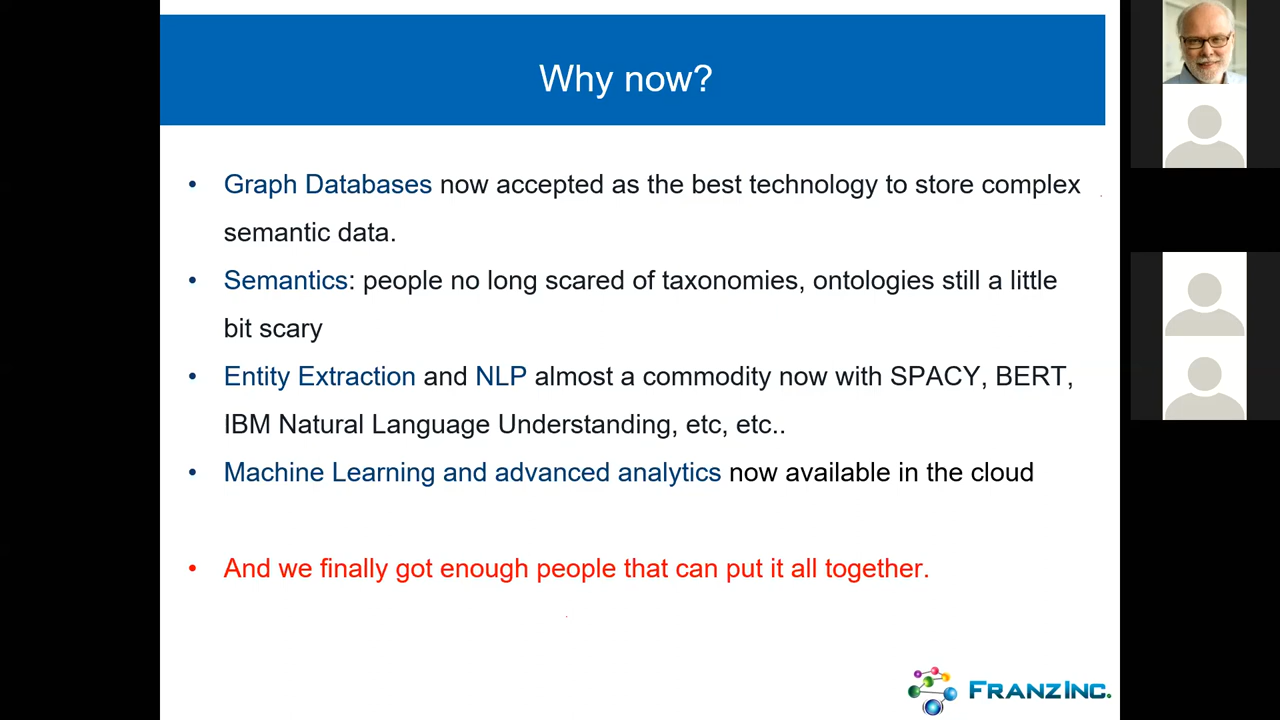 Why now?
• Graph Databases now accepted as the best technology to store complex
semantic data.
• Semantics: people no long scared of taxonomies, ontologies still a little
bit scary
• Entity Extraction and NLP almost a commodity now with SPACY, BERT,
IBM Natural Language Understanding, etc, etc..
• Machine Learning and advanced analytics now available in the cloud
• And we finally got enough people that can put it all together.
FRANZINC.